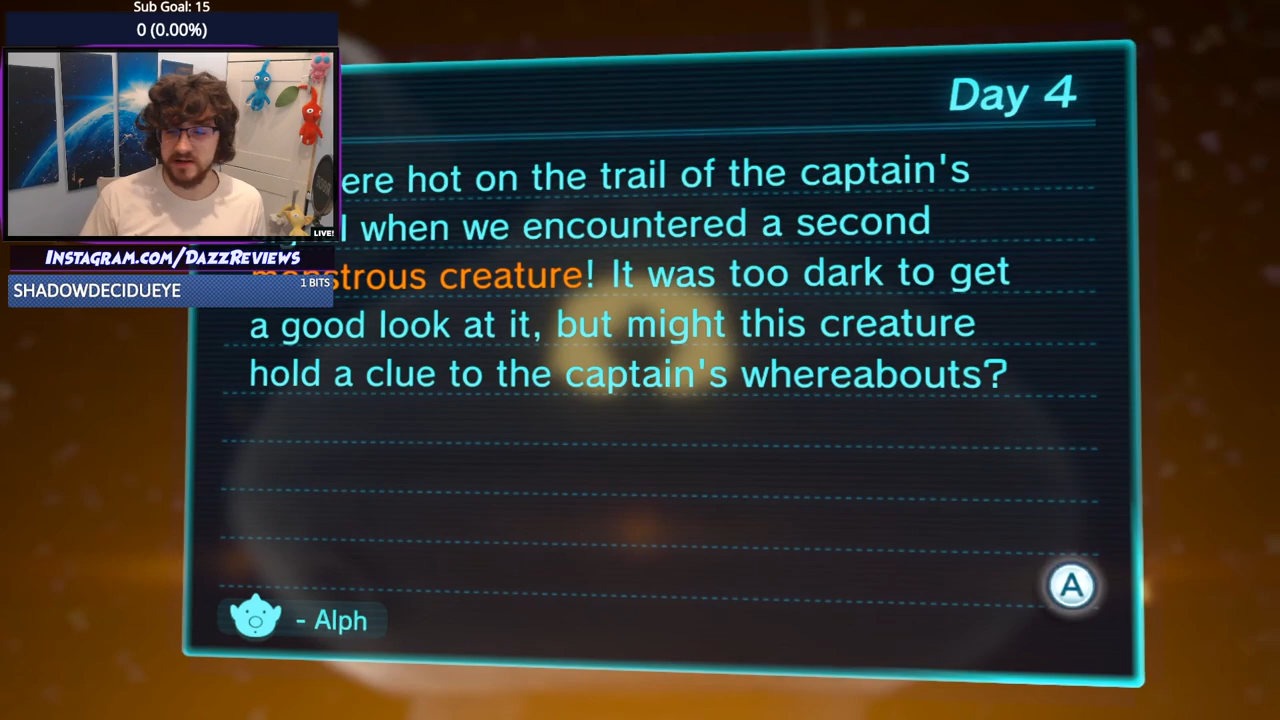 Sub Goal: 15
0 (0.00%)
LIVE!
INSTAGRAM.COM/DAZZREVIEWS
SHADOWDECIDUEYE
1 BITS
Day 4
ere hot on the trail of the captain's
when we encountered a second
monstrous creature! It was too dark to get
a good look at it, but might this creature
hold a clue to the captain's whereabouts?
A
- Alph